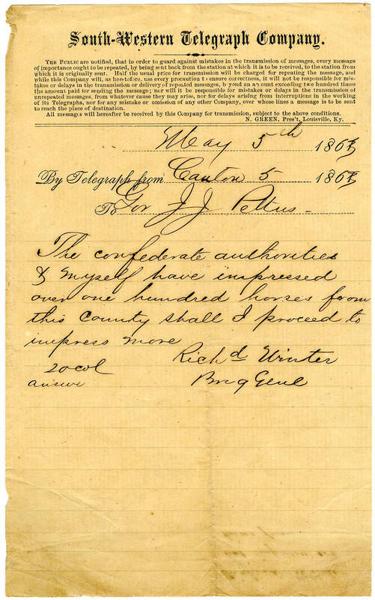 South-Western Telegraph Company.
THE PUBLIC are notified, that in order to guard against mistakes in the transmission of messages, every message
of importance ought to be repeated, by being sent back from the station at which it is to be received, to the station from
which it is originally sent. Half the usual price for transmission will be charged for repeating the message, and
while this Company will, as heretofore, use every precaution to ensure correctness, it will not be responsible for mis-
takes or delays in the transmission or delivery of repeated messages, beyond an amount exceeding two hundred times
the amount paid for sending the message; nor will it be responsible for mistakes or delays in the transmission of
unrepeated messages, from whatever cause they may arise, nor for delays arising from interruptions in the working
of its Telegraphs, nor for any mistake or omission of any other Company, over whose lines a message is to be sent
to reach the place of destination.
All messages will hereafter be received by this Company for transmission, subject to the above conditions.
N. GREEN, Pres't, Louisville, Ky.
May 5th 1863
By Telegraph from Canton 5 1863
To Gov J J Pettus
The confederate authorities
& myself have impressed
over one hundred horses from
this County shall I proceed to
impress more
20 col Richd Winter
answer Brig Genl